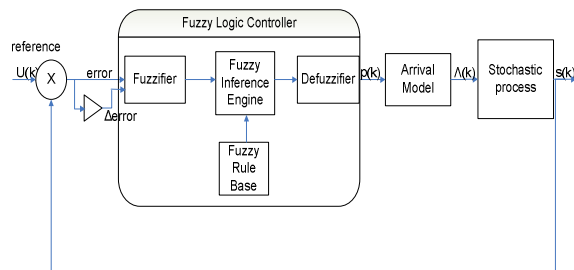 Fuzzy Logic Controller
reference
U(k)
X
error
Δerror
Fuzzifier
Fuzzy
Inference
Engine
Defuzzifier
Fuzzy
Rule
Base
p(k)
Arrival
Model
Λ(k)
Stochastic
process
s(k)